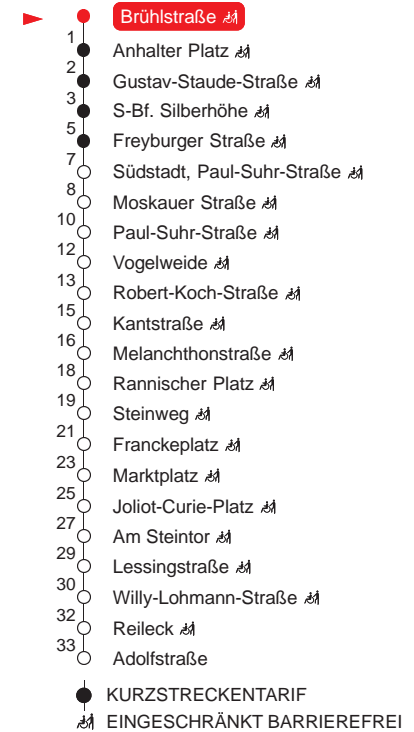 Brühlstraße
1 Anhalter Platz
2 Gustav-Staude-Straße
3 S-Bf. Silberhöhe
5 Freyburger Straße
7 Südstadt, Paul-Suhr-Straße
8 Moskauer Straße
10 Paul-Suhr-Straße
12 Vogelweide
13 Robert-Koch-Straße
15 Kantstraße
16 Melanchthonstraße
18 Rannischer Platz
19 Steinweg
21 Franckeplatz
23 Marktplatz
25 Joliot-Curie-Platz
27 Am Steintor
29 Lessingstraße
30 Willy-Lohmann-Straße
32 Reileck
33 Adolfstraße
KURZSTRECKENTARIF
EINGESCHRÄNKT BARRIEREFREI